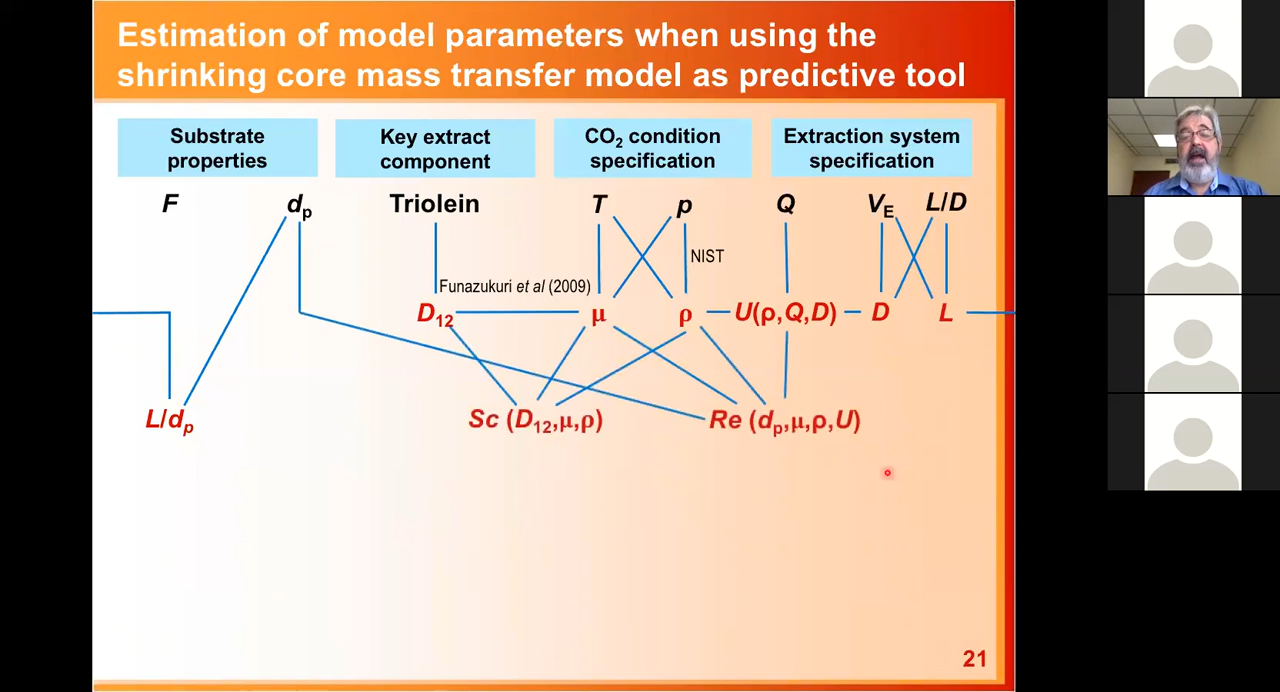 Estimation of model parameters when using the
shrinking core mass transfer model as predictive tool
Substrate
properties
Key extract
component
CO₂ condition
specification
Extraction system
specification
F
dₚ
Triolein
T
p
Q
V_E
L/D
NIST
Funazukuri et al (2009)
D₁₂
μ
ρ
U(ρ,Q,D)
D
L
L/dₚ
Sc (D₁₂,μ,ρ)
Re (dₚ,μ,ρ,U)
21